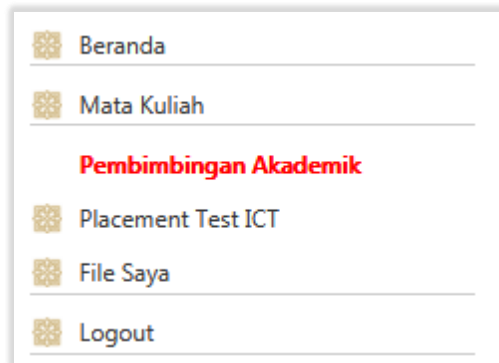 Beranda
Mata Kuliah
Pembimbingan Akademik
Placement Test ICT
File Saya
Logout